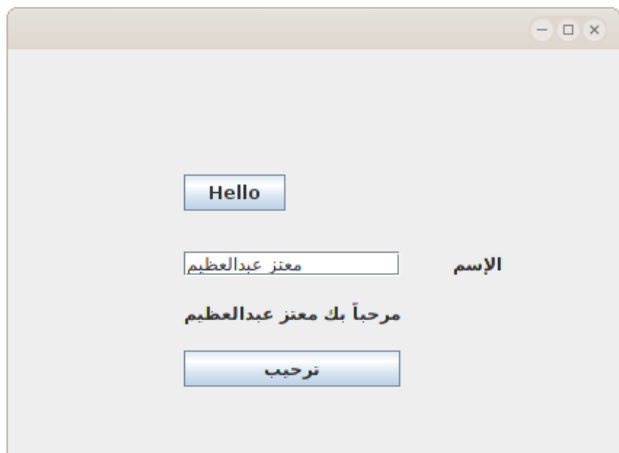 Hello
الإسم
معتز عبدالعظيم
مرحباً بك معتز عبدالعظيم
ترحيب